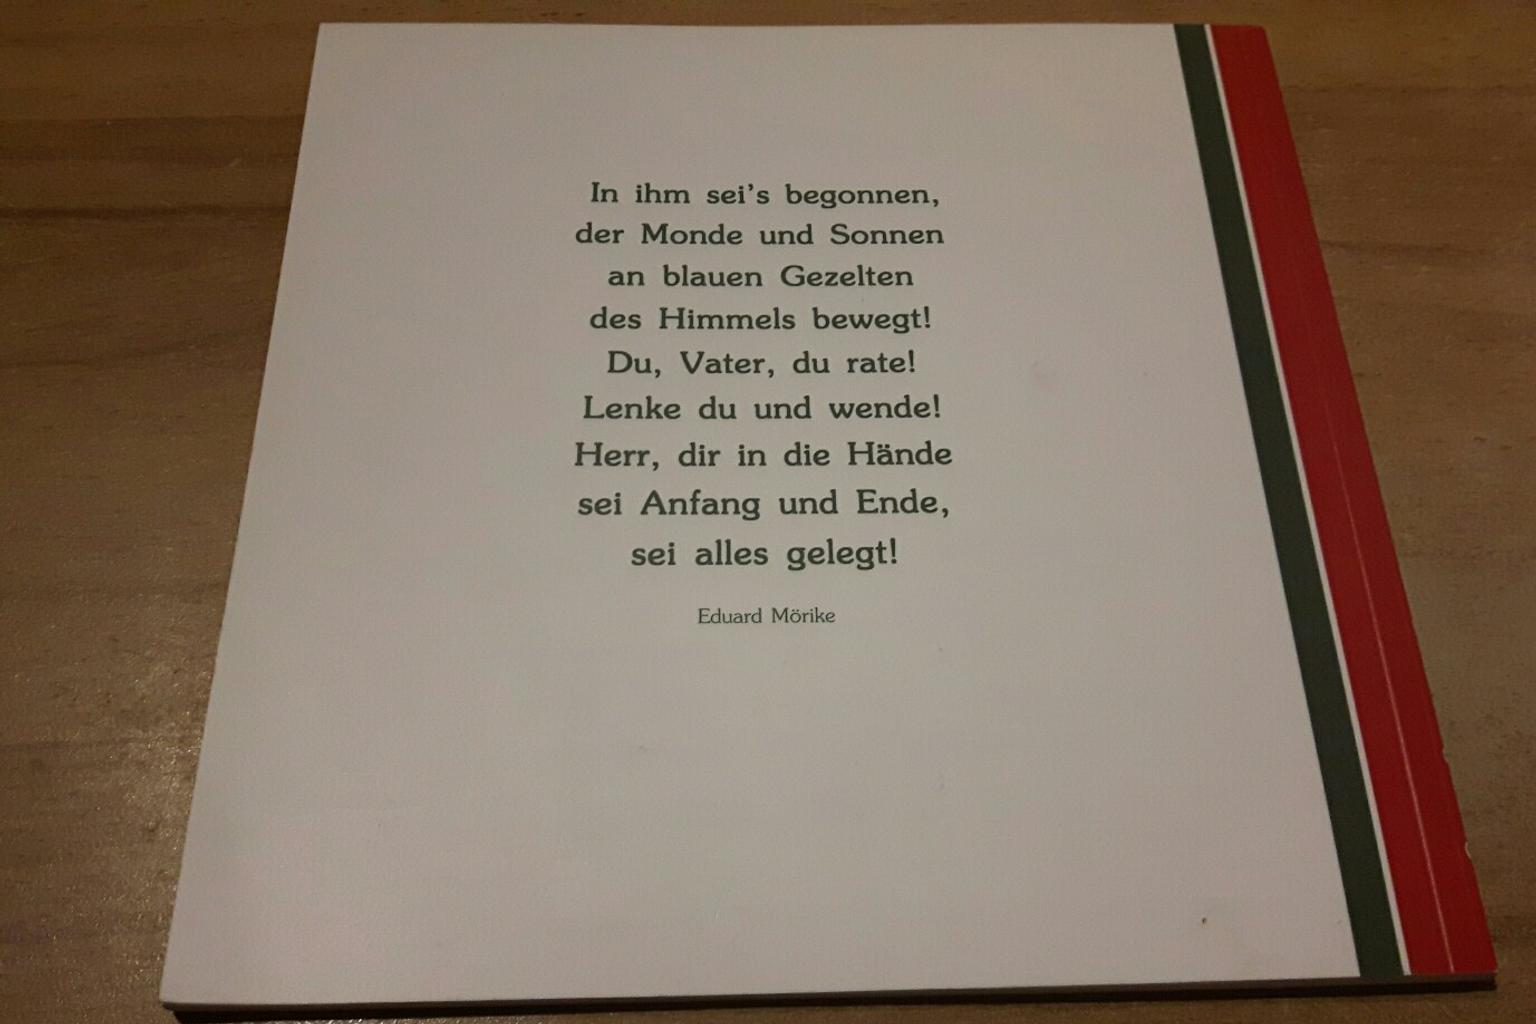 In ihm sei's begonnen,
der Monde und Sonnen
an blauen Gezelten
des Himmels bewegt!
Du, Vater, du rate!
Lenke du und wende!
Herr, dir in die Hände
sei Anfang und Ende,
sei alles gelegt!
Eduard Mörike